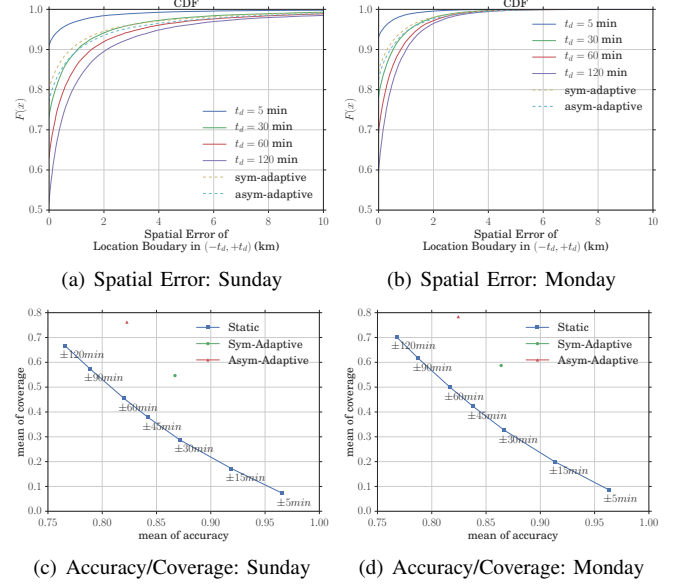 CDF
CDF
1.0
0.9
0.8
0.7
0.6
0.5
F(x)
t_d = 5 min
t_d = 30 min
t_d = 60 min
t_d = 120 min
sym-adaptive
asym-adaptive
0 2 4 6 8 10
Spatial Error of
Location Boudary in (−t_d, +t_d) (km)
(a) Spatial Error: Sunday
1.0
0.9
0.8
0.7
0.6
0.5
F(x)
t_d = 5 min
t_d = 30 min
t_d = 60 min
t_d = 120 min
sym-adaptive
asym-adaptive
0 2 4 6 8 10
Spatial Error of
Location Boudary in (−t_d, +t_d) (km)
(b) Spatial Error: Monday
0.8
0.7
0.6
0.5
0.4
0.3
0.2
0.1
0.0
mean of coverage
Static
Sym-Adaptive
Asym-Adaptive
±120min
±90min
±60min
±45min
±30min
±15min
±5min
0.75 0.80 0.85 0.90 0.95 1.00
mean of accuracy
(c) Accuracy/Coverage: Sunday
0.8
0.7
0.6
0.5
0.4
0.3
0.2
0.1
0.0
mean of coverage
Static
Sym-Adaptive
Asym-Adaptive
±120min
±90min
±60min
±45min
±30min
±15min
±5min
0.75 0.80 0.85 0.90 0.95 1.00
mean of accuracy
(d) Accuracy/Coverage: Monday